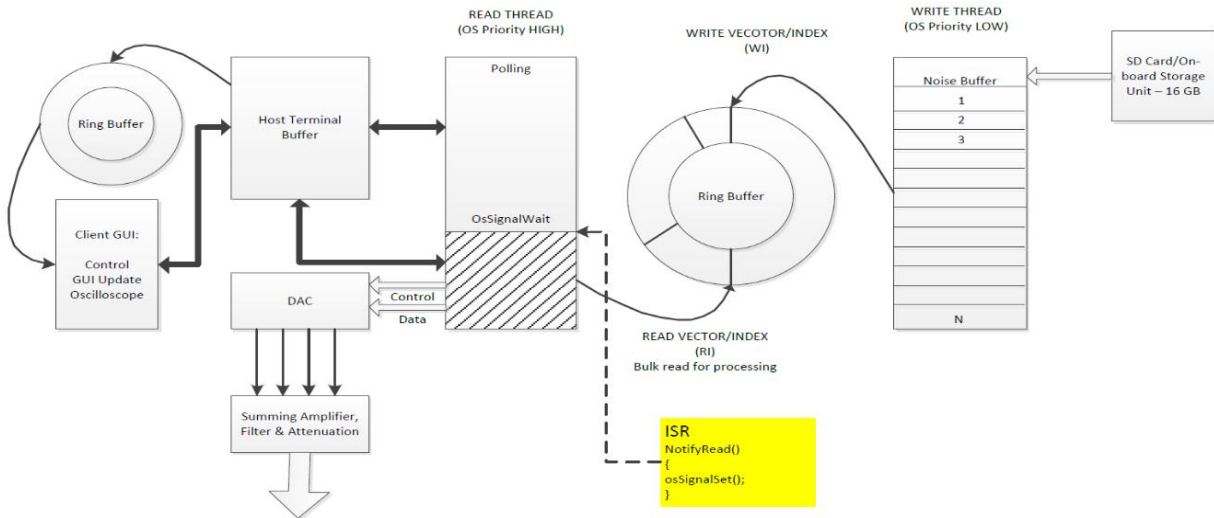 READ THREAD
(OS Priority HIGH)
WRITE THREAD
(OS Priority LOW)
WRITE VECOTOR/INDEX
(WI)
Polling
Noise Buffer
1
2
3
N
SD Card/On-
board Storage
Unit – 16 GB
Ring Buffer
Host Terminal
Buffer
Ring Buffer
OsSignalWait
Client GUI:
Control
GUI Update
Oscilloscope
DAC
Control
Data
READ VECTOR/INDEX
(RI)
Bulk read for processing
Summing Amplifier,
Filter & Attenuation
ISR
NotifyRead()
{
osSignalSet();
}